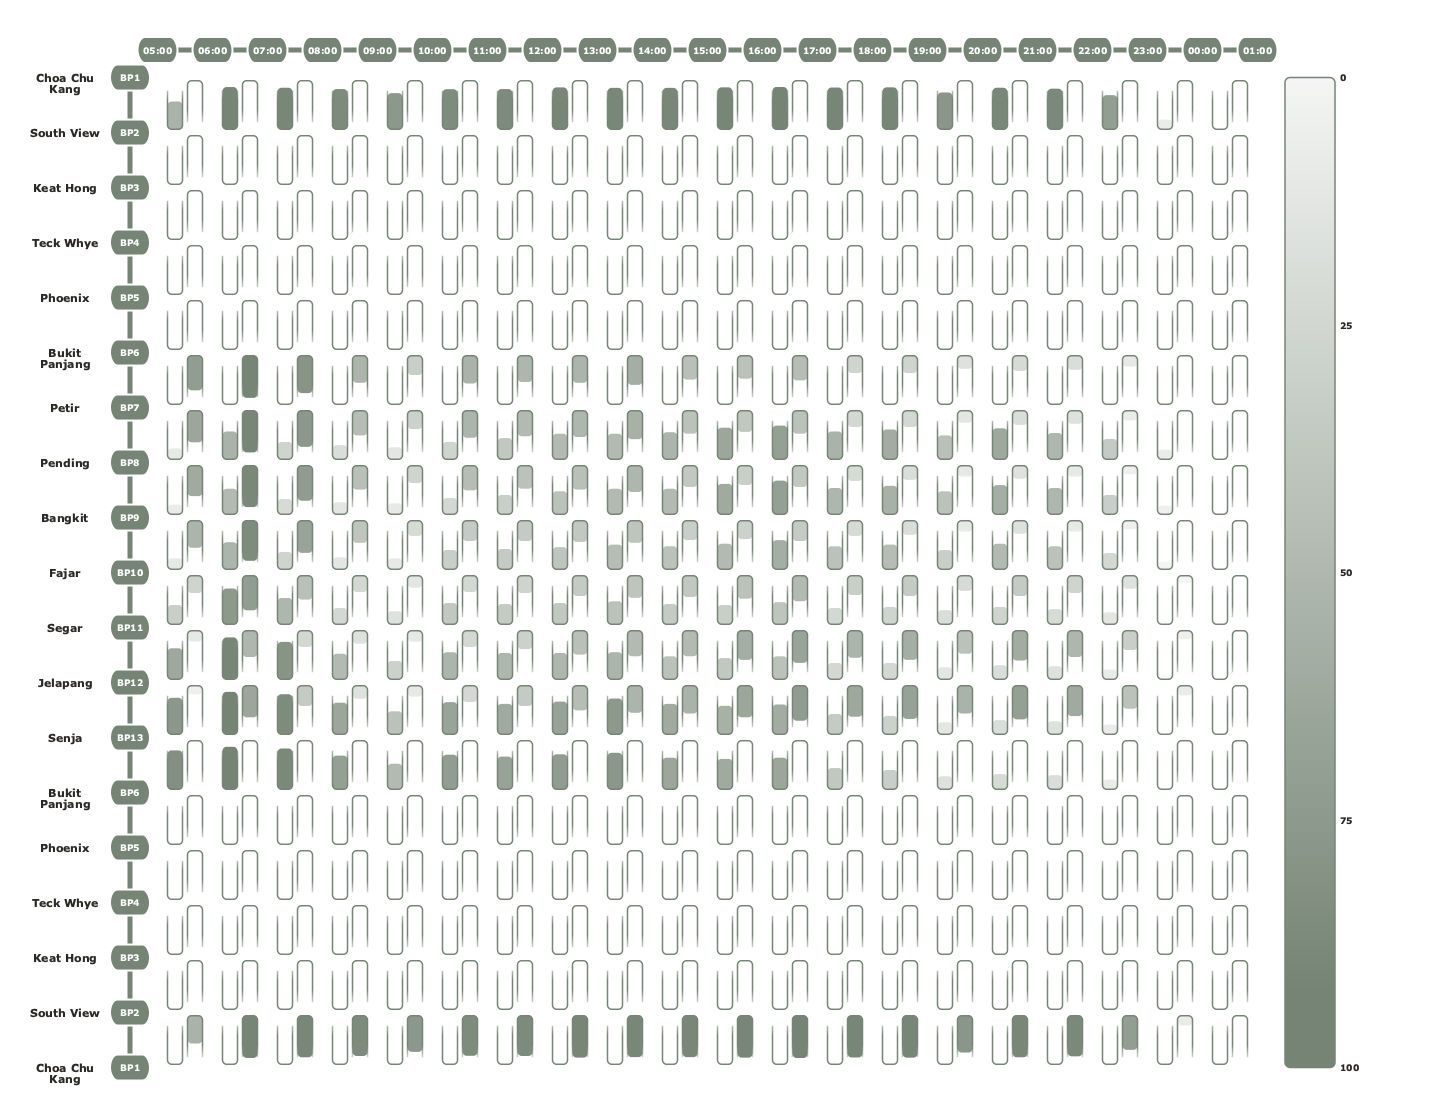 05:00 06:00 07:00 08:00 09:00 10:00 11:00 12:00 13:00 14:00 15:00 16:00 17:00 18:00 19:00 20:00 21:00 22:00 23:00 00:00 01:00
Choa Chu
Kang
BP1
South View BP2
Keat Hong BP3
Teck Whye BP4
Phoenix BP5
Bukit
Panjang
BP6
Petir BP7
Pending BP8
Bangkit BP9
Fajar BP10
Segar BP11
Jelapang BP12
Senja BP13
Bukit
Panjang
BP6
Phoenix BP5
Teck Whye BP4
Keat Hong BP3
South View BP2
Choa Chu
Kang
BP1
0
25
50
75
100